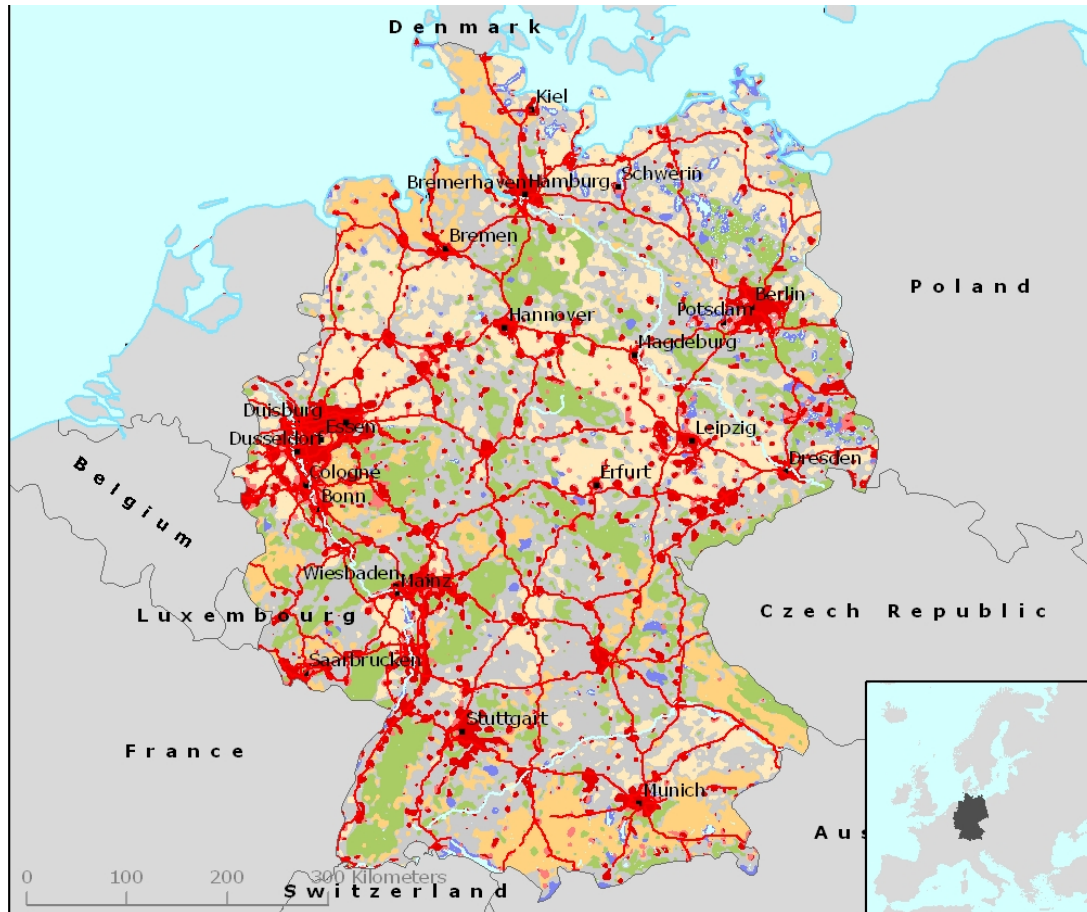 Denmark
Kiel
Bremerhaven
Hamburg
Schwerin
Bremen
Berlin
Poland
Potsdam
Hannover
Magdeburg
Duisburg
Essen
Leipzig
Dusseldorf
Dresden
Cologne
Erfurt
Belgium
Bonn
Wiesbaden
Mainz
Czech Republic
Luxembourg
Saarbrucken
Stuttgart
France
Munich
Aus
0 100 200 300 Kilometers
Switzerland